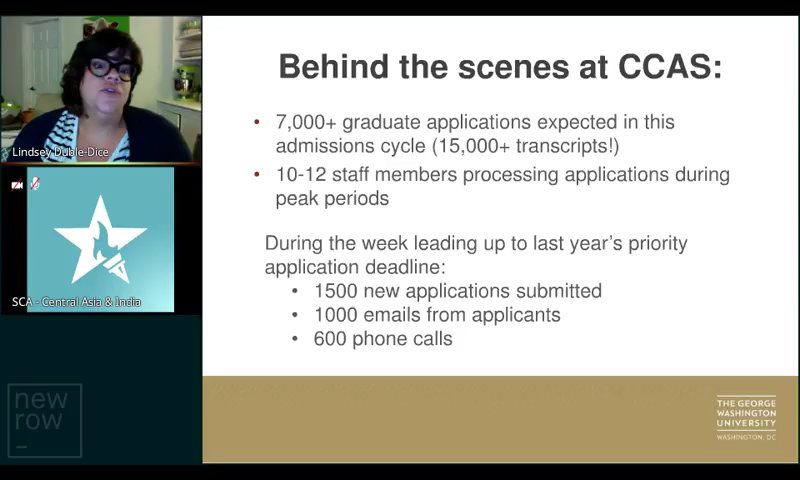 Behind the scenes at CCAS:
• 7,000+ graduate applications expected in this
admissions cycle (15,000+ transcripts!)
• 10-12 staff members processing applications during
peak periods
During the week leading up to last year's priority
application deadline:
• 1500 new applications submitted
• 1000 emails from applicants
• 600 phone calls
THE GEORGE
WASHINGTON
UNIVERSITY
WASHINGTON, DC
Lindsey Duble-Dice
SCA - Central Asia & India
new
row